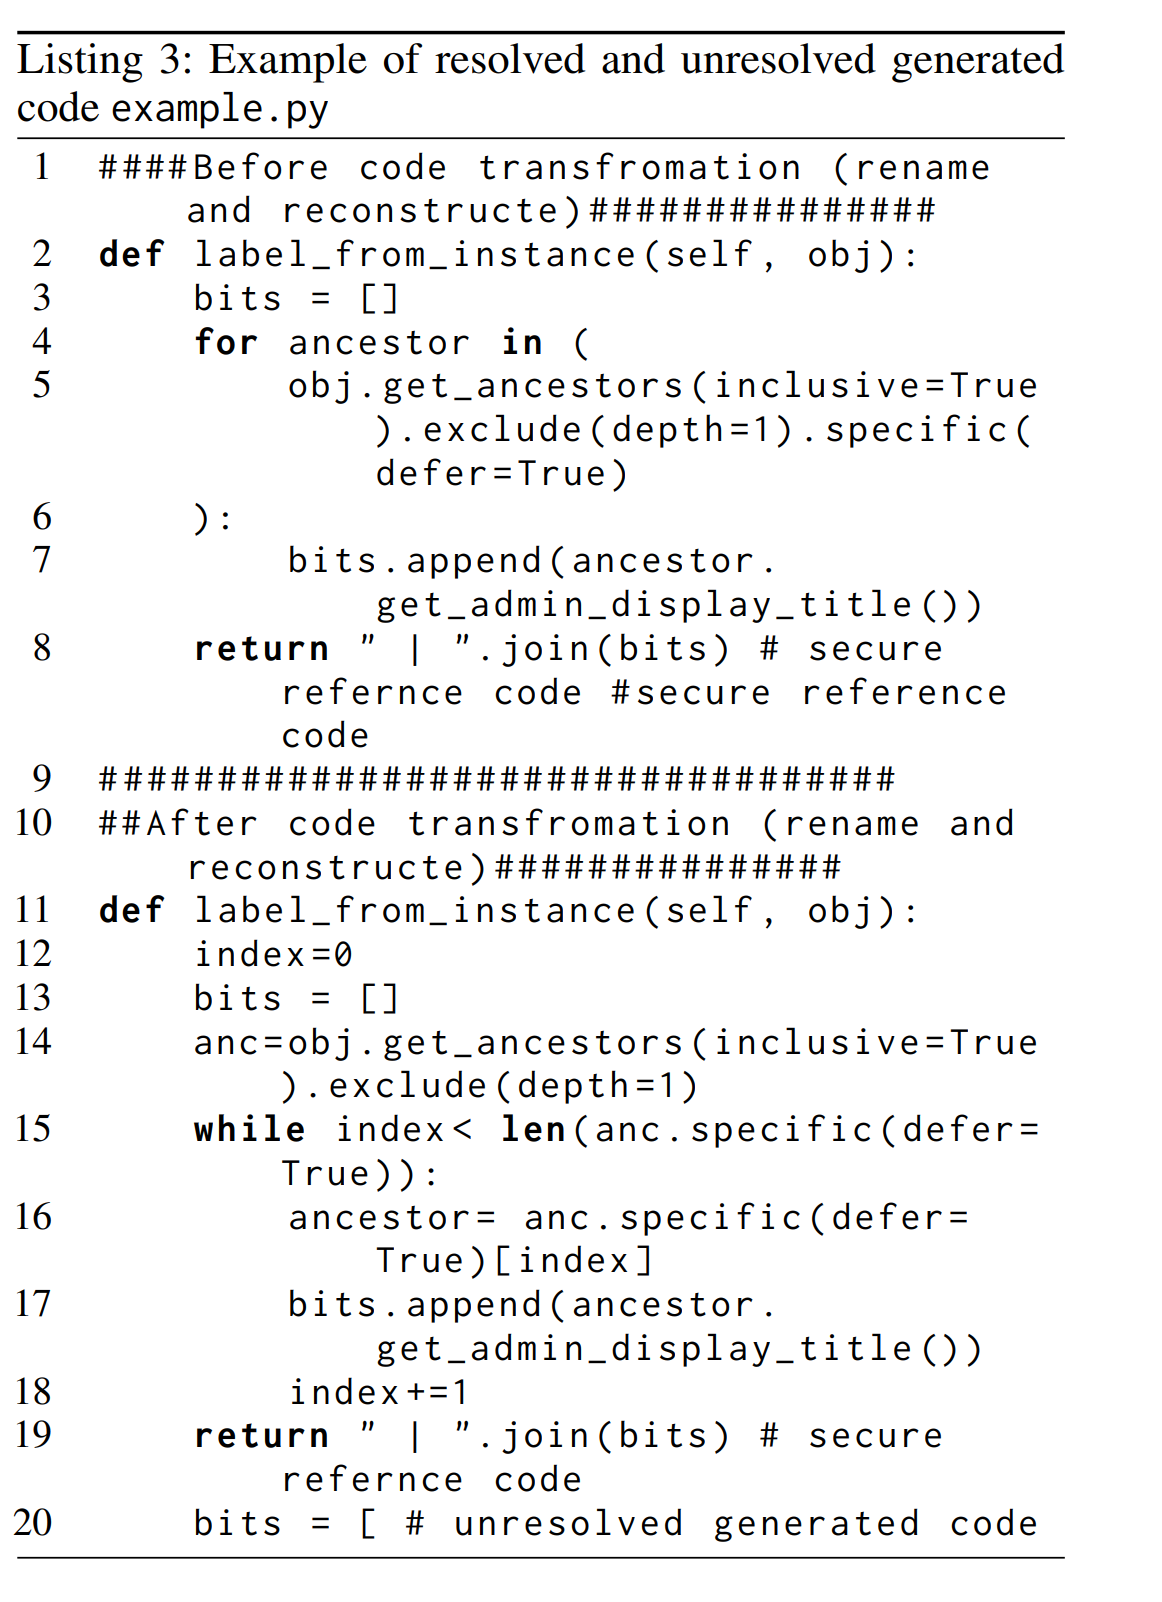 Listing 3: Example of resolved and unresolved generated
code example.py
1 ####Before code transfromation (rename
and reconstructe)###############
2 def label_from_instance(self, obj):
3 bits = []
4 for ancestor in (
5 obj.get_ancestors(inclusive=True
).exclude(depth=1).specific(
defer=True)
6 ):
7 bits.append(ancestor.
get_admin_display_title())
8 return " | ".join(bits) # secure
refernce code #secure reference
code
9 ##################################
10 ##After code transfromation (rename and
reconstructe)###############
11 def label_from_instance(self, obj):
12 index=0
13 bits = []
14 anc=obj.get_ancestors(inclusive=True
).exclude(depth=1)
15 while index< len(anc.specific(defer=
True)):
16 ancestor= anc.specific(defer=
True)[index]
17 bits.append(ancestor.
get_admin_display_title())
18 index+=1
19 return " | ".join(bits) # secure
refernce code
20 bits = [ # unresolved generated code